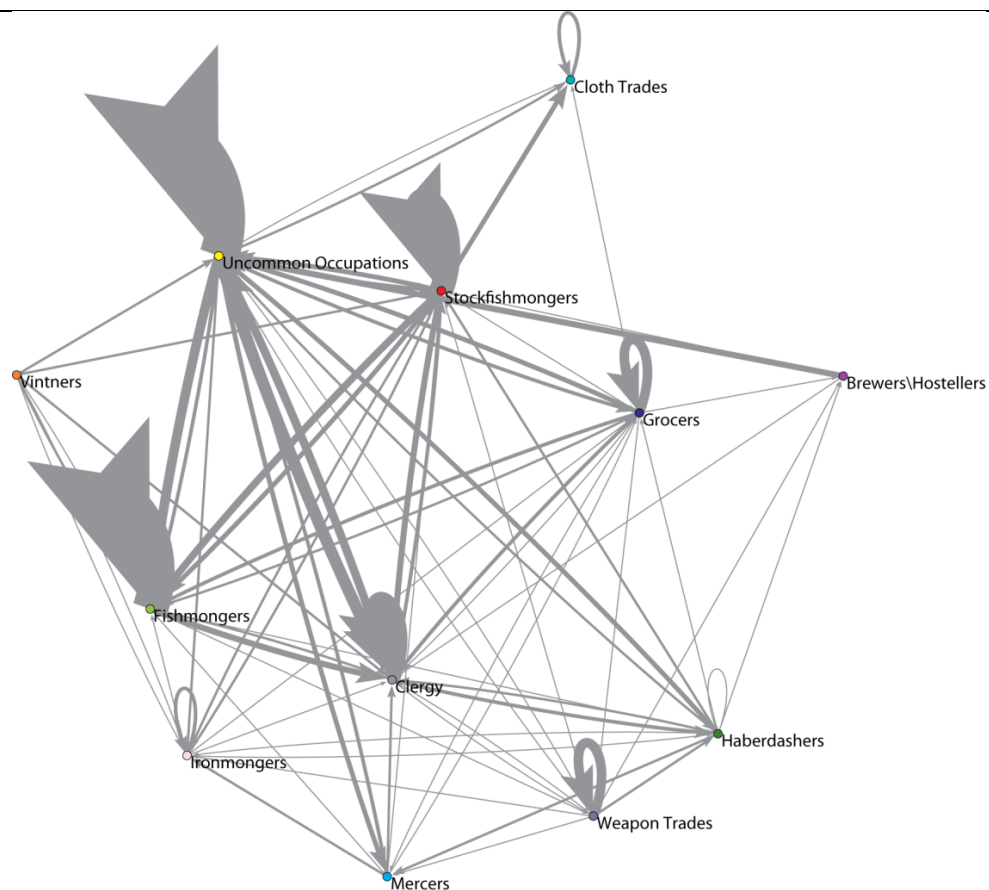 Cloth Trades
Uncommon Occupations
Stockfishmongers
Vintners
Brewers\Hostellers
Grocers
Fishmongers
Clergy
Haberdashers
Ironmongers
Weapon Trades
Mercers